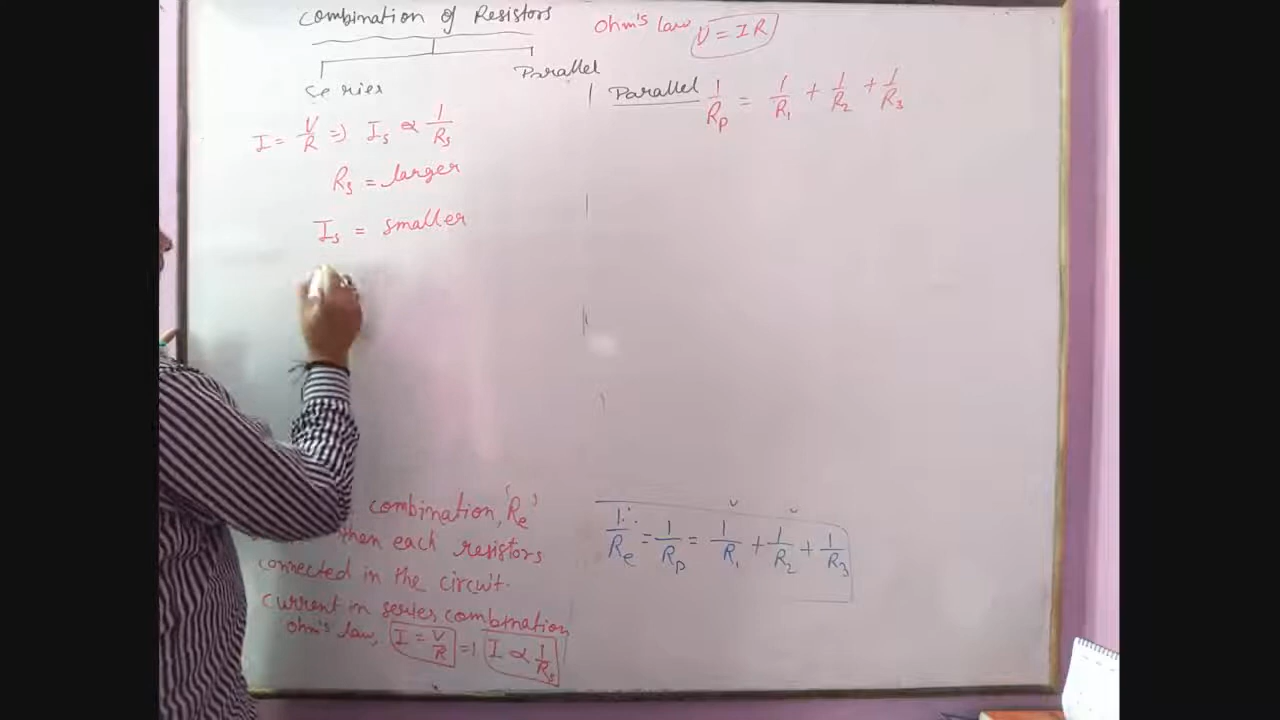 Combination of Resistors
Series
Parallel
I = V/R => Is ∝ 1/Rs
Rs = larger
Is = smaller
combination, 'Re'
then each resistors
connected in the circuit.
current in series combination
ohm's law, I = V/R => I ∝ 1/Rs
ohm's law V = IR
Parallel 1/Rp = 1/R1 + 1/R2 + 1/R3
∴ 1/Re = 1/Rp = 1/R1 + 1/R2 + 1/R3